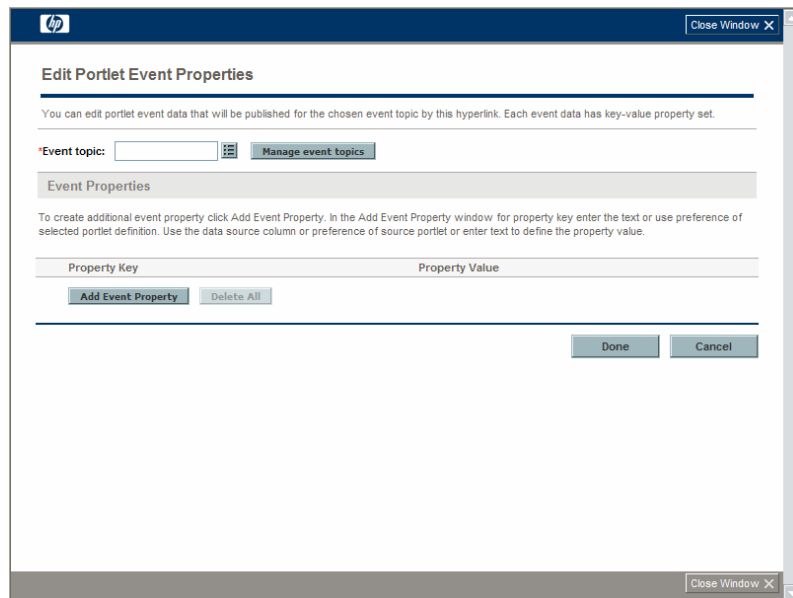 hp
Close Window X
Edit Portlet Event Properties
You can edit portlet event data that will be published for the chosen event topic by this hyperlink. Each event data has key-value property set.
*Event topic: Manage event topics
Event Properties
To create additional event property click Add Event Property. In the Add Event Property window for property key enter the text or use preference of
selected portlet definition. Use the data source column or preference of source portlet or enter text to define the property value.
Property Key Property Value
Add Event Property Delete All
Done Cancel
Close Window X